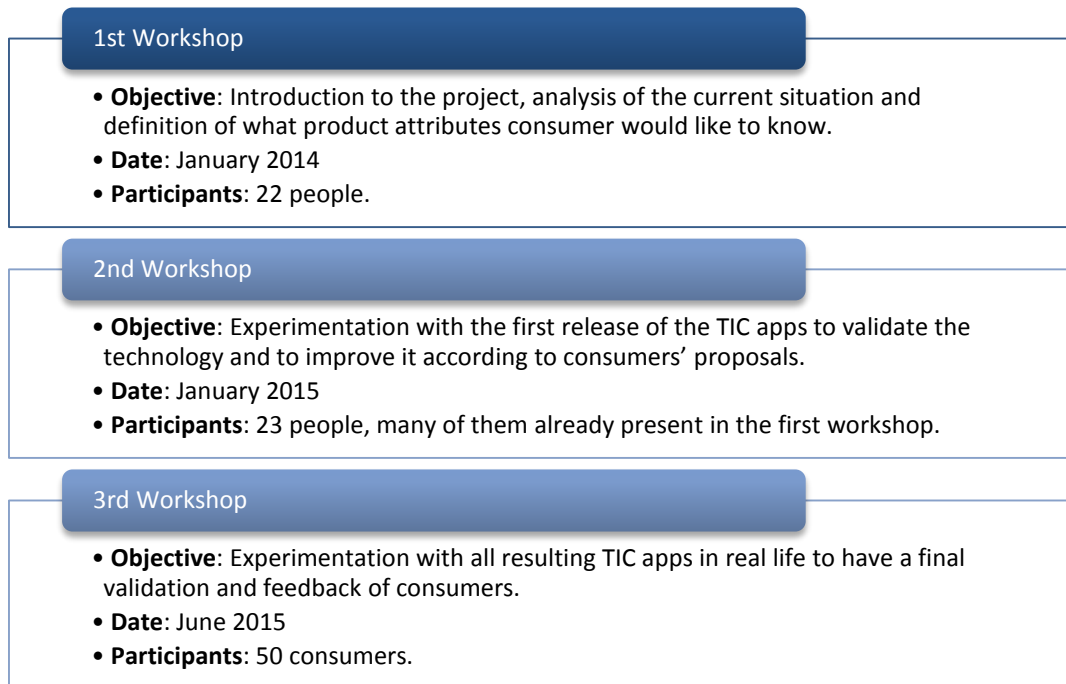 1st Workshop
• Objective: Introduction to the project, analysis of the current situation and
definition of what product attributes consumer would like to know.
• Date: January 2014
• Participants: 22 people.
2nd Workshop
• Objective: Experimentation with the first release of the TIC apps to validate the
technology and to improve it according to consumers’ proposals.
• Date: January 2015
• Participants: 23 people, many of them already present in the first workshop.
3rd Workshop
• Objective: Experimentation with all resulting TIC apps in real life to have a final
validation and feedback of consumers.
• Date: June 2015
• Participants: 50 consumers.